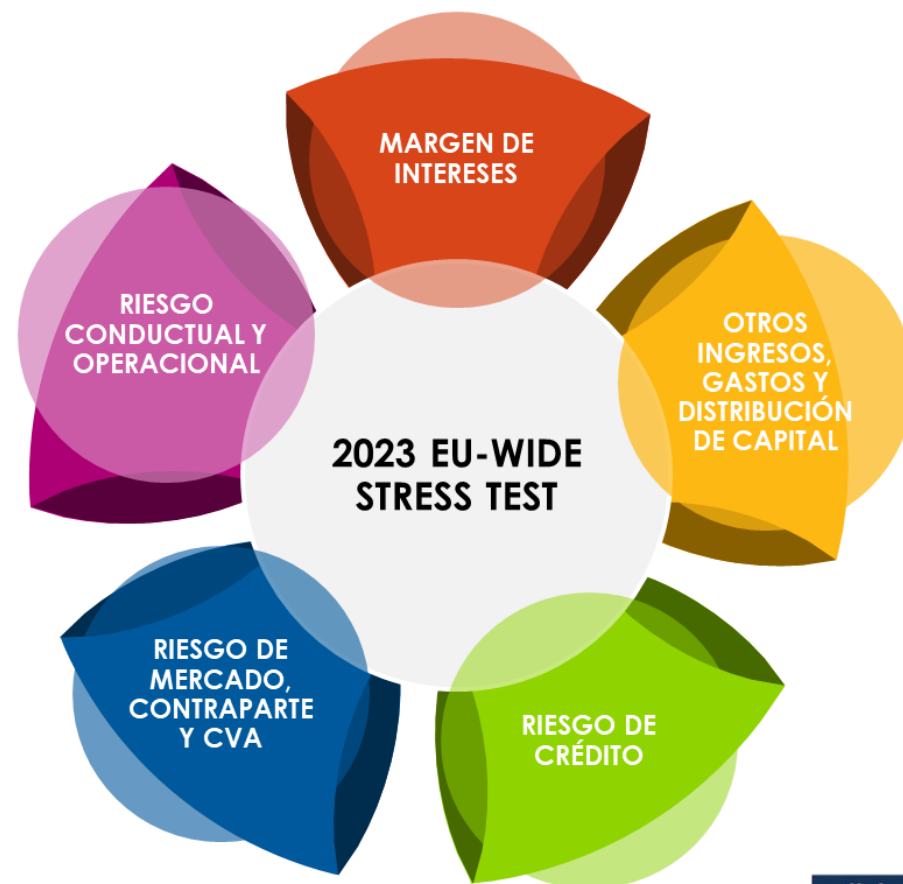 MARGEN DE
INTERESES
OTROS
INGRESOS,
GASTOS Y
DISTRIBUCIÓN
DE CAPITAL
RIESGO DE
CRÉDITO
RIESGO DE
MERCADO,
CONTRAPARTE
Y CVA
RIESGO
CONDUCTUAL Y
OPERACIONAL
2023 EU-WIDE
STRESS TEST